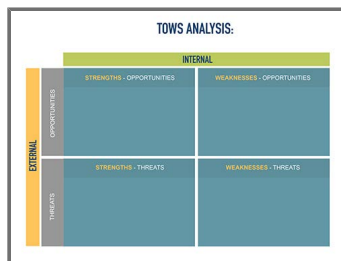 TOWS ANALYSIS:
INTERNAL
STRENGTHS - OPPORTUNITIES
WEAKNESSES - OPPORTUNITIES
EXTERNAL
OPPORTUNITIES
STRENGTHS - THREATS
WEAKNESSES - THREATS
THREATS